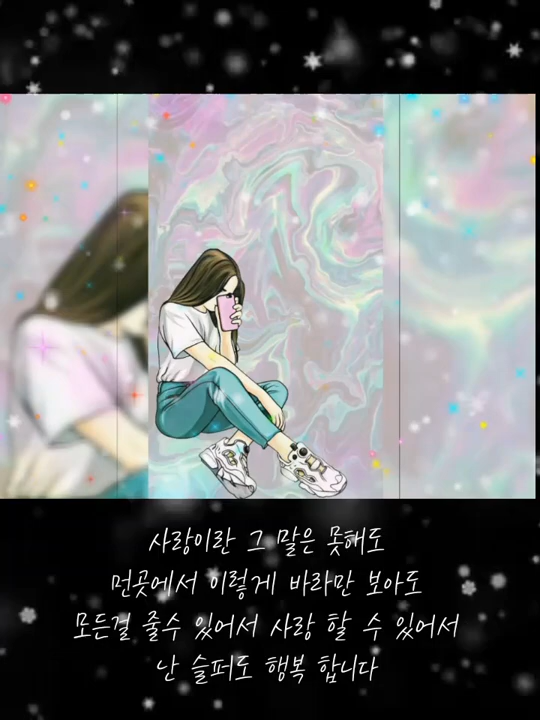 사랑이란 그 말은 못해도
먼곳에서 이렇게 바라만 보아도
모든걸 줄수 있어서 사랑 할 수 있어서
난 슬퍼도 행복 합니다